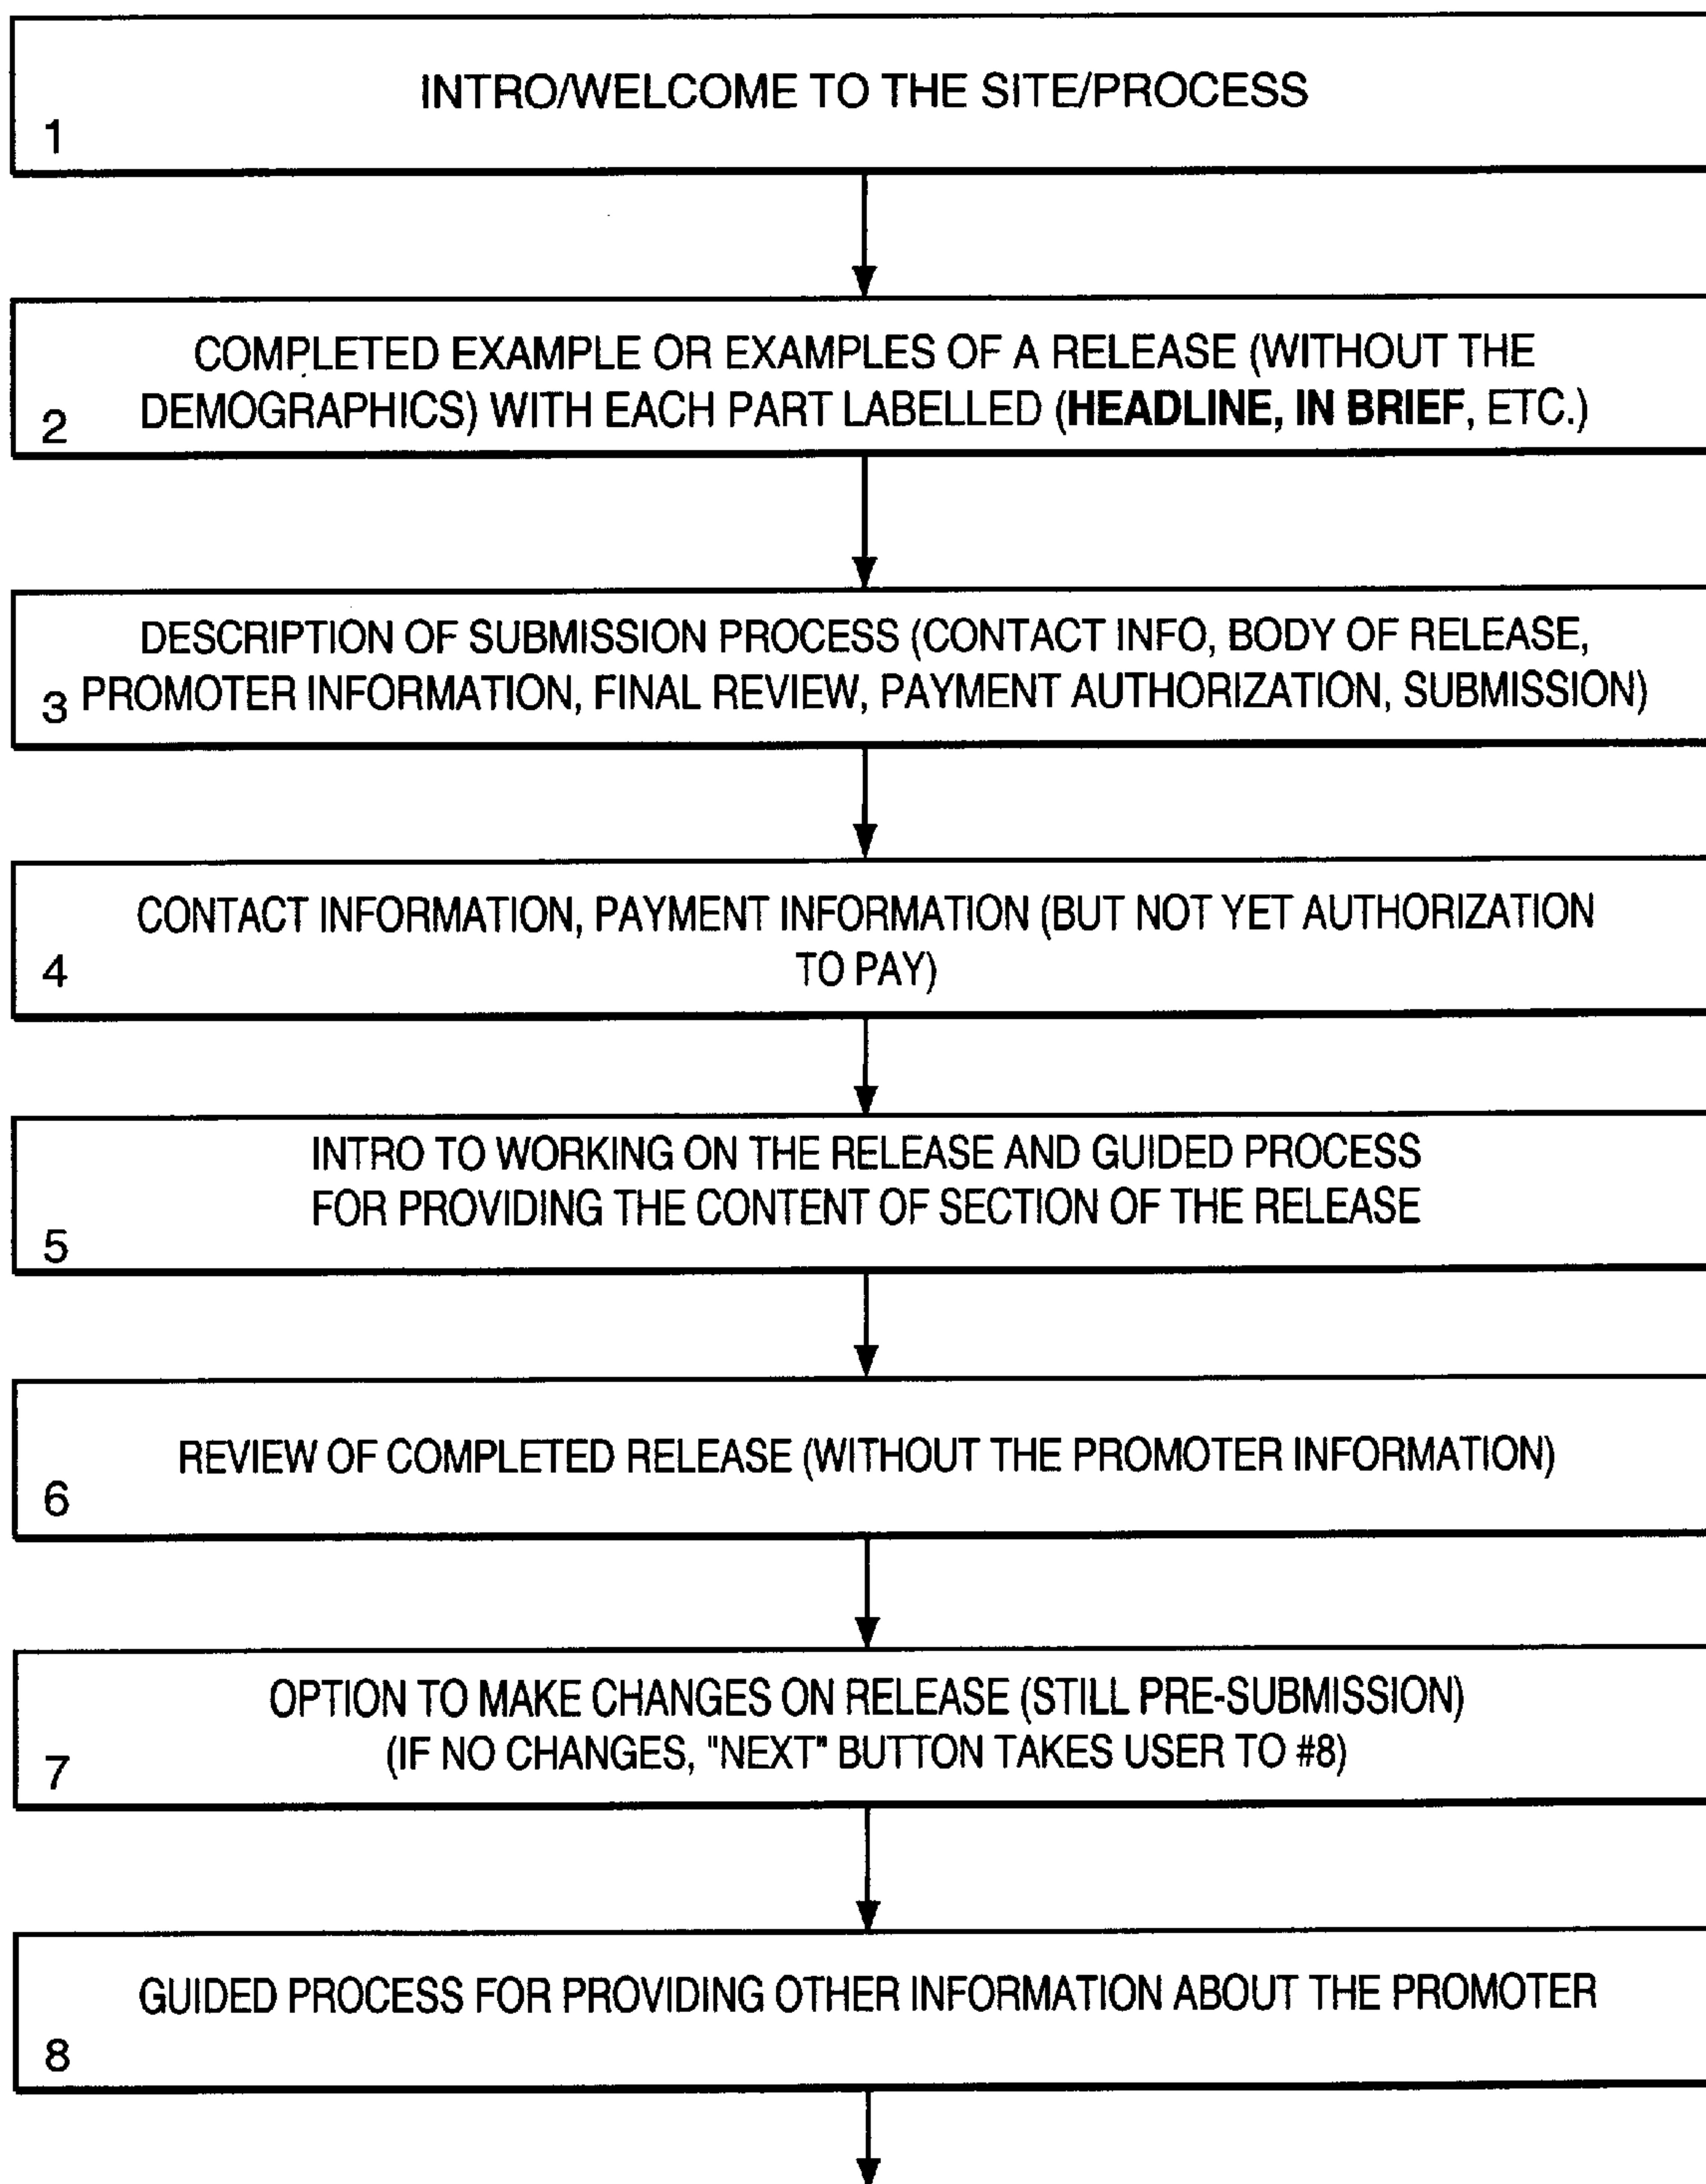 INTRO/WELCOME TO THE SITE/PROCESS
1
COMPLETED EXAMPLE OR EXAMPLES OF A RELEASE (WITHOUT THE
DEMOGRAPHICS) WITH EACH PART LABELLED (HEADLINE, IN BRIEF, ETC.)
2
DESCRIPTION OF SUBMISSION PROCESS (CONTACT INFO, BODY OF RELEASE,
PROMOTER INFORMATION, FINAL REVIEW, PAYMENT AUTHORIZATION, SUBMISSION)
3
CONTACT INFORMATION, PAYMENT INFORMATION (BUT NOT YET AUTHORIZATION
TO PAY)
4
INTRO TO WORKING ON THE RELEASE AND GUIDED PROCESS
FOR PROVIDING THE CONTENT OF SECTION OF THE RELEASE
5
REVIEW OF COMPLETED RELEASE (WITHOUT THE PROMOTER INFORMATION)
6
OPTION TO MAKE CHANGES ON RELEASE (STILL PRE-SUBMISSION)
(IF NO CHANGES, "NEXT" BUTTON TAKES USER TO #8)
7
GUIDED PROCESS FOR PROVIDING OTHER INFORMATION ABOUT THE PROMOTER
8